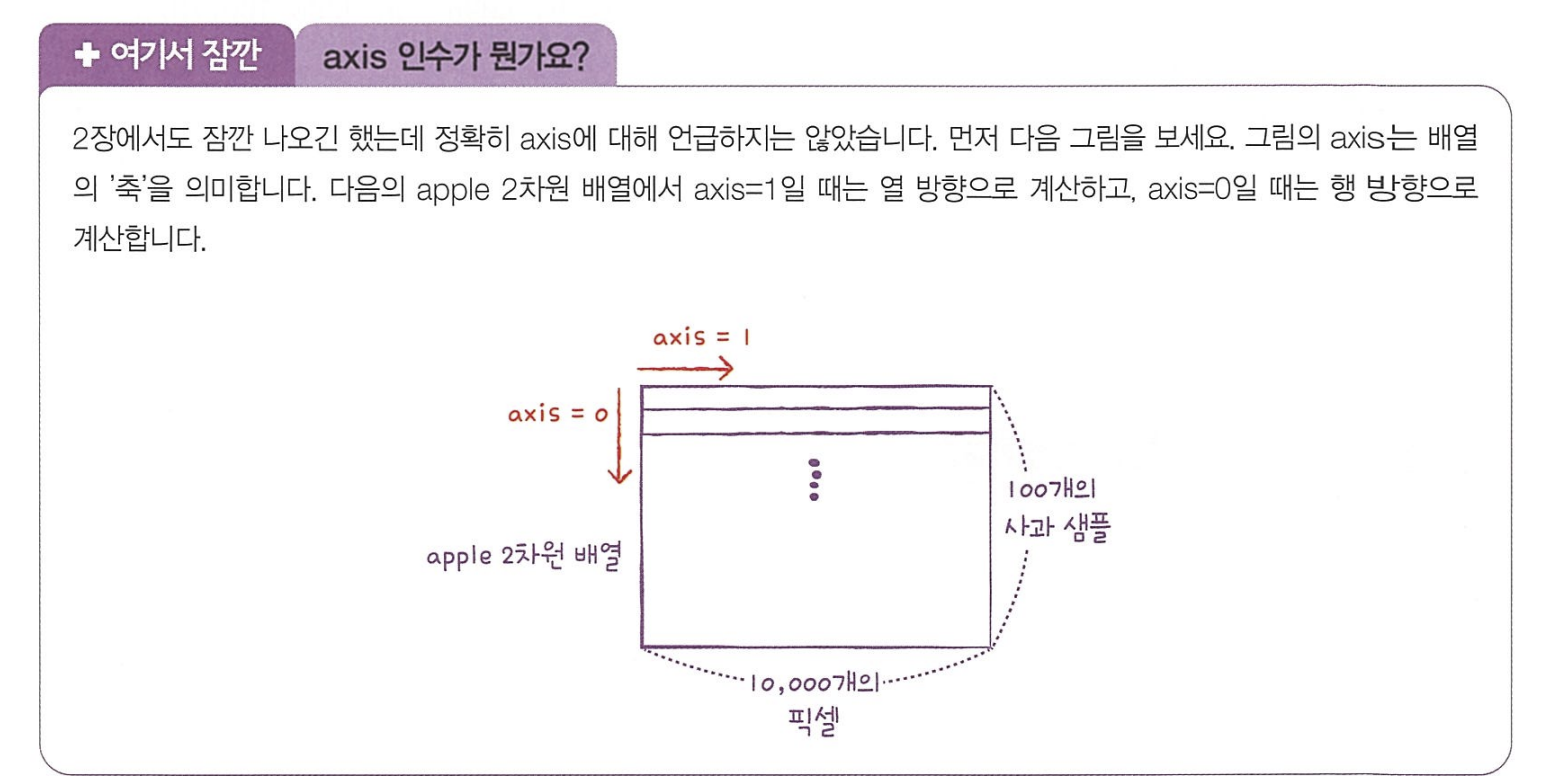 ✚ 여기서 잠깐 axis 인수가 뭔가요?
2장에서도 잠깐 나오긴 했는데 정확히 axis에 대해 언급하지는 않았습니다. 먼저 다음 그림을 보세요. 그림의 axis는 배열
의 '축'을 의미합니다. 다음의 apple 2차원 배열에서 axis=1일 때는 열 방향으로 계산하고, axis=0일 때는 행 방향으로
계산합니다.
axis = 1
axis = 0
100개의
사과 샘플
apple 2차원 배열
10,000개의
픽셀